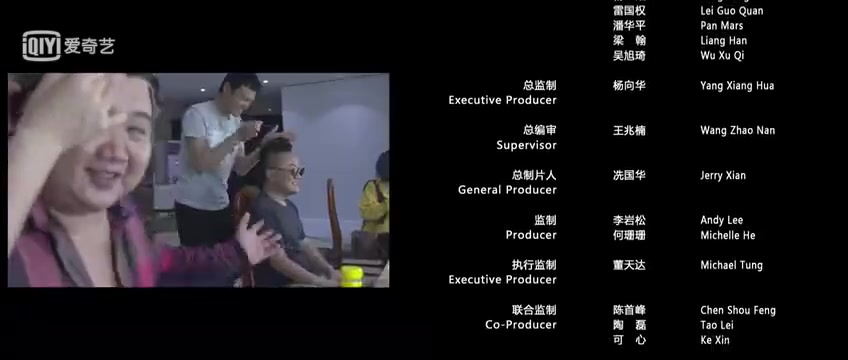 iQIYI 爱奇艺
雷国权 Lei Guo Quan
潘华平 Pan Mars
梁 翰 Liang Han
吴旭琦 Wu Xu Qi
总监制 杨向华 Yang Xiang Hua
Executive Producer
总编审 王兆楠 Wang Zhao Nan
Supervisor
总制片人 冼国华 Jerry Xian
General Producer
监制 李岩松 Andy Lee
Producer 何珊珊 Michelle He
执行监制 董天达 Michael Tung
Executive Producer
联合监制 陈首峰 Chen Shou Feng
Co-Producer 陶 磊 Tao Lei
可 心 Ke Xin